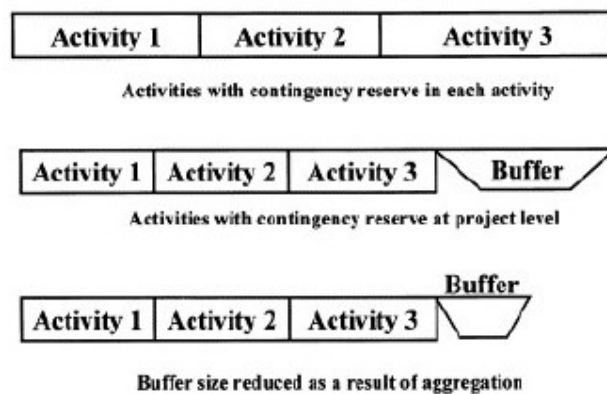 Activity 1 Activity 2 Activity 3
Activities with contingency reserve in each activity
Activity 1 Activity 2 Activity 3 Buffer
Activities with contingency reserve at project level
Buffer
Activity 1 Activity 2 Activity 3
Buffer size reduced as a result of aggregation